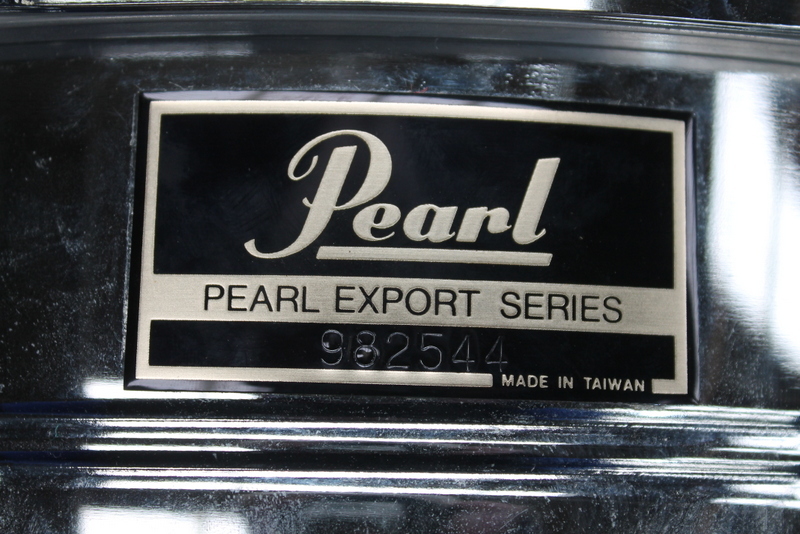 Pearl
PEARL EXPORT SERIES
982544
MADE IN TAIWAN